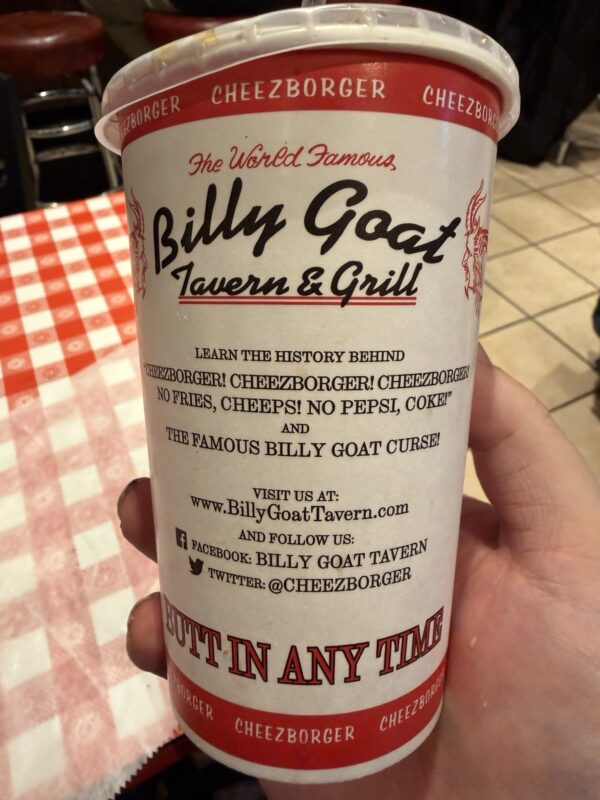 CHEEZBORGER CHEEZBORGER
The World Famous
Billy Goat
Tavern & Grill
LEARN THE HISTORY BEHIND
"CHEEZBORGER! CHEEZBORGER! CHEEZBORGER!
NO FRIES, CHEEPS! NO PEPSI, COKE!"
AND
THE FAMOUS BILLY GOAT CURSE!
VISIT US AT:
www.BillyGoatTavern.com
AND FOLLOW US:
FACEBOOK: BILLY GOAT TAVERN
TWITTER: @CHEEZBORGER
BUTT IN ANY TIME
CHEEZBORGER